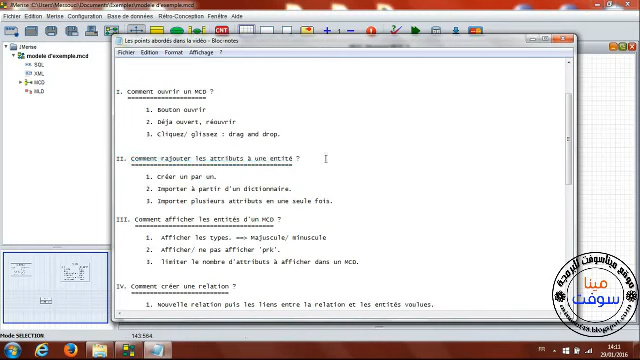 JMerise - C:\Users\Messoud\Documents\Exempler\modele d'exemple.mcd
Fichier Edition Merise Configuration Base de données Rétro-Conception Fenêtre ?
JMerise
modele d'exemple.mcd
SQL
XML
MCD
MLD
Les points abordés dans la vidéo - Bloc-notes
Fichier Edition Format Affichage ?
I. Comment ouvrir un MCD ?
====================
1. Bouton ouvrir
2. Déja ouvert, réouvrir
3. Cliquez/ glissez : drag and drop.
II. Comment rajouter les attributs à une entité ?
1. Créer un par un.
2. Importer à partir d'un dictionnaire.
3. Importer plusieurs attributs en une seule fois.
III. Comment afficher les entités d'un MCD ?
1. Afficher les types. ==> Majuscule/ minuscule
2. Afficher/ ne pas afficher 'prk'.
3. limiter le nombre d'attributs à afficher dans un MCD.
IV. Comment créer une relation ?
1. Nouvelle relation puis les liens entre la relation et les entités voulues.
Mode SELECTION
143:564
FR
14:11
29/01/2016
مينا سوفت